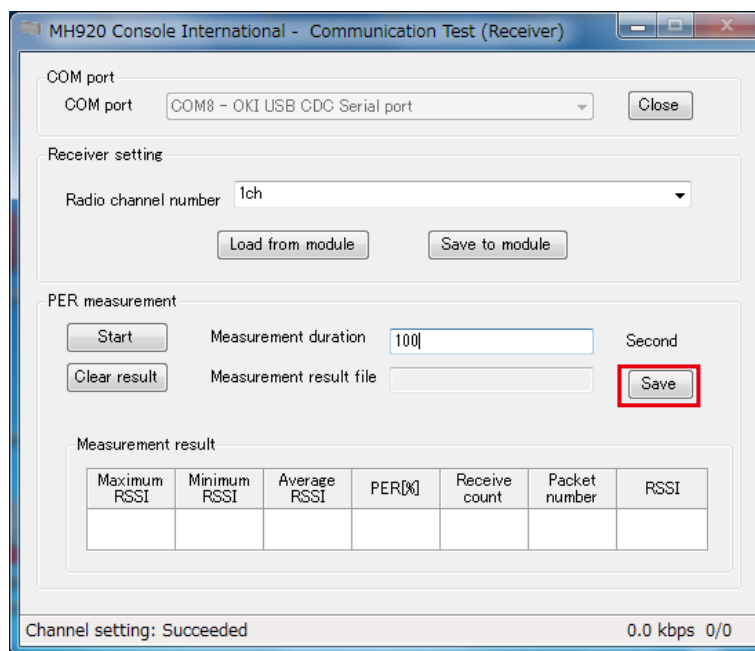 MH920 Console International - Communication Test (Receiver)
COM port
COM port COM8 - OKI USB CDC Serial port Close
Receiver setting
Radio channel number 1ch
Load from module Save to module
PER measurement
Start Measurement duration 100 Second
Clear result Measurement result file Save
Measurement result
Maximum RSSI Minimum RSSI Average RSSI PER[%] Receive count Packet number RSSI
Channel setting: Succeeded 0.0 kbps 0/0